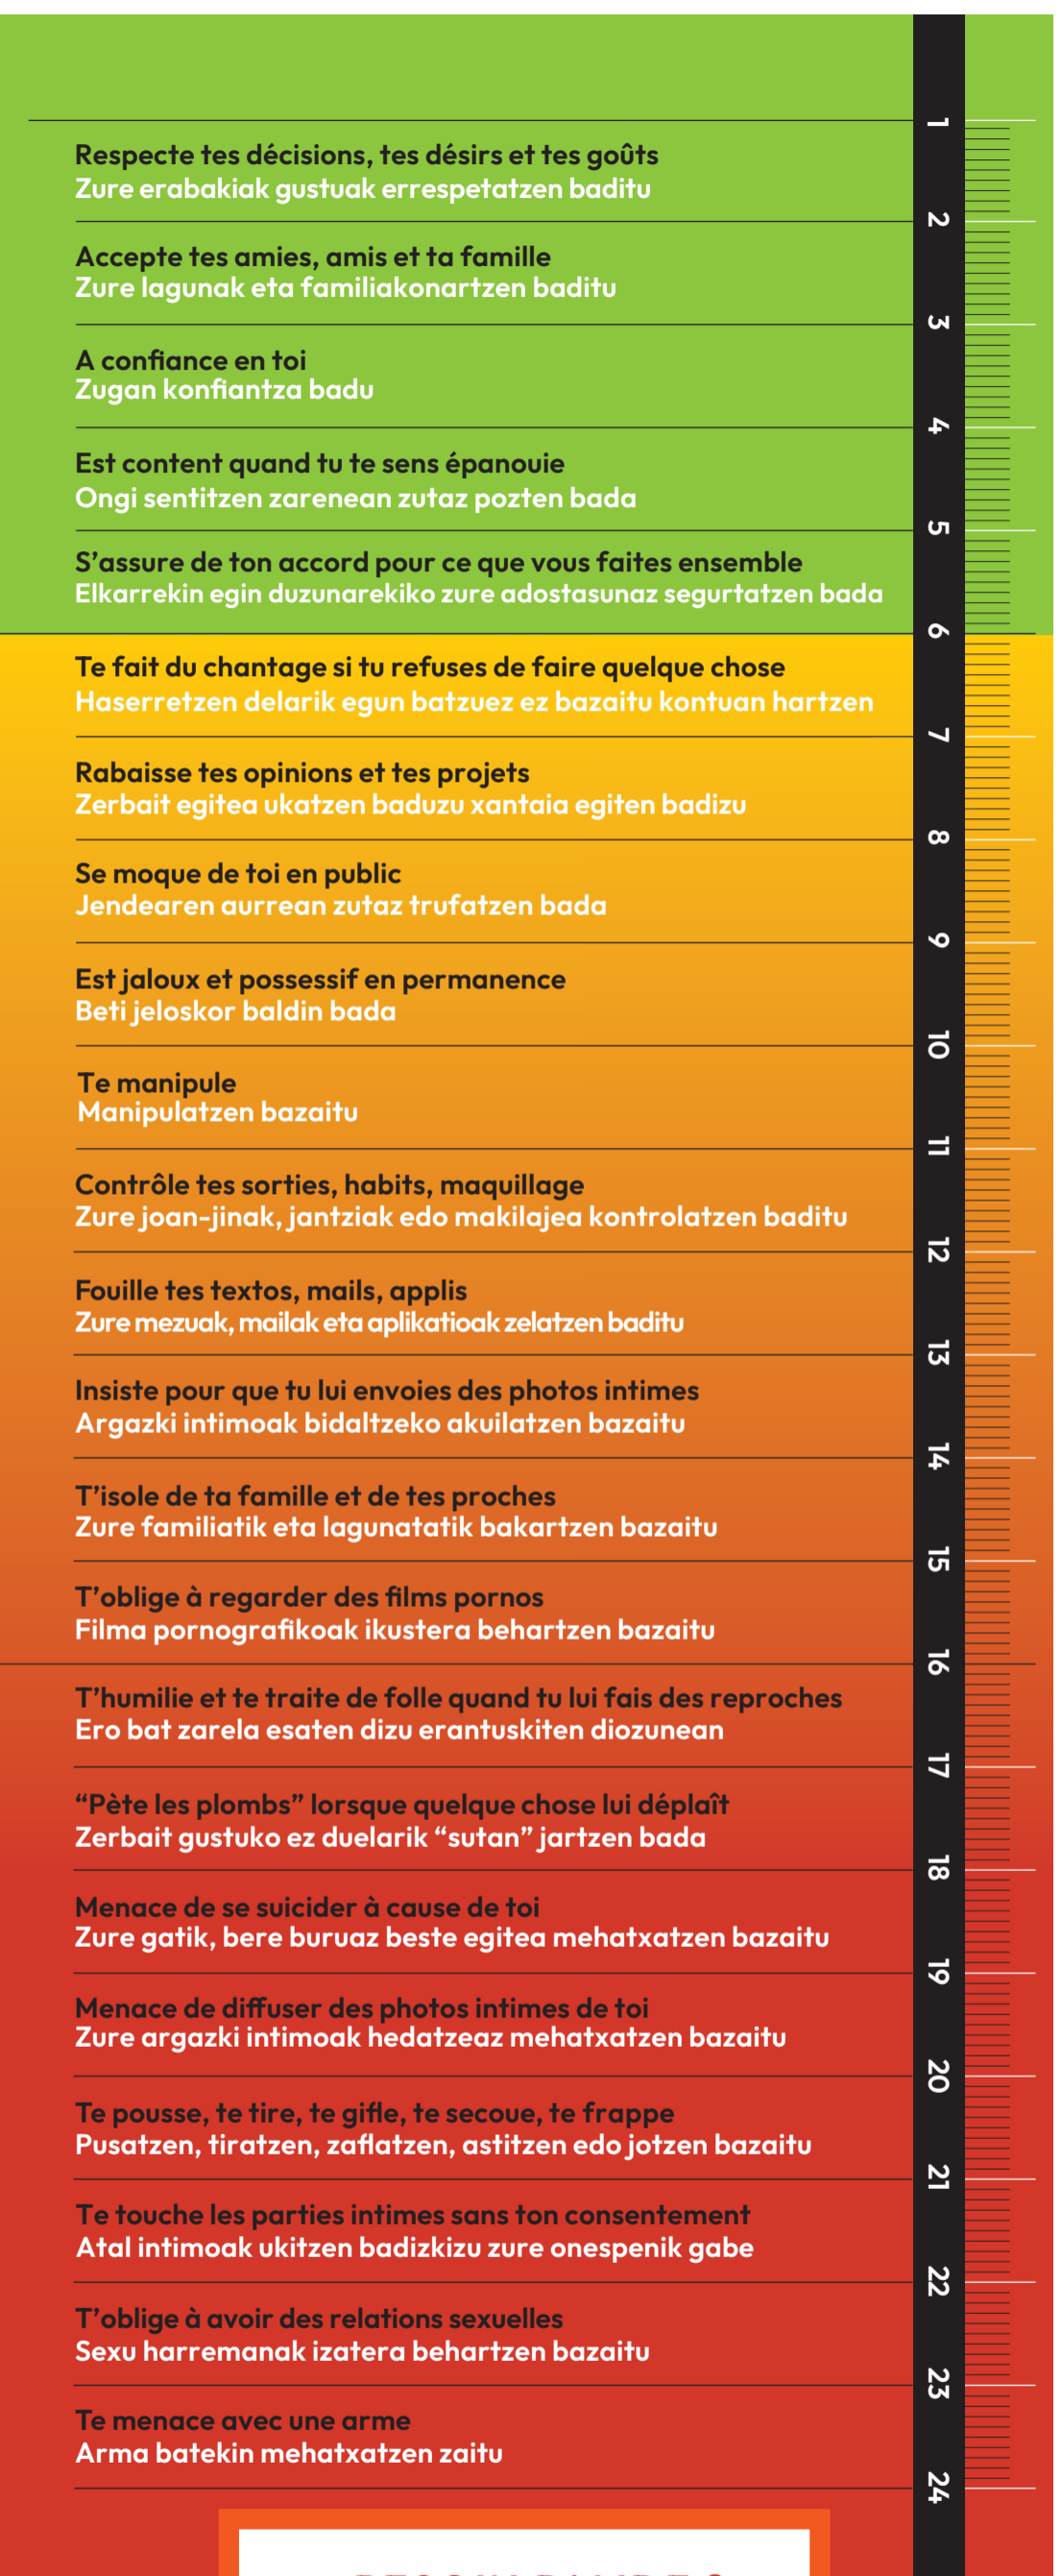 1
Respecte tes décisions, tes désirs et tes goûts
Zure erabakiak gustuak errespetatzen baditu
2
Accepte tes amies, amis et ta famille
Zure lagunak eta familiakonartzen baditu
3
A confiance en toi
Zugan konfiantza badu
4
Est content quand tu te sens épanouie
Ongi sentitzen zarenean zutaz pozten bada
5
S’assure de ton accord pour ce que vous faites ensemble
Elkarrekin egin duzunarekiko zure adostasunaz segurtatzen bada
6
Te fait du chantage si tu refuses de faire quelque chose
Haserretzen delarik egun batzuez ez bazaitu kontuan hartzen
7
Rabaisse tes opinions et tes projets
Zerbait egitea ukatzen baduzu xantaia egiten badizu
8
Se moque de toi en public
Jendearen aurrean zutaz trufatzen bada
9
Est jaloux et possessif en permanence
Beti jeloskor baldin bada
10
Te manipule
Manipulatzen bazaitu
11
Contrôle tes sorties, habits, maquillage
Zure joan-jinak, jantziak edo makilajea kontrolatzen baditu
12
Fouille tes textos, mails, applis
Zure mezuak, mailak eta aplikatioak zelatzen baditu
13
Insiste pour que tu lui envoies des photos intimes
Argazki intimoak bidaltzeko akuilatzen bazaitu
14
T’isole de ta famille et de tes proches
Zure familiatik eta lagunatatik bakartzen bazaitu
15
T’oblige à regarder des films pornos
Filma pornografikoak ikustera behartzen bazaitu
16
T’humilie et te traite de folle quand tu lui fais des reproches
Ero bat zarela esaten dizu erantuskiten diozunean
17
“Pète les plombs” lorsque quelque chose lui déplaît
Zerbait gustuko ez duelarik “sutan” jartzen bada
18
Menace de se suicider à cause de toi
Zure gatik, bere buruaz beste egitea mehatxatzen bazaitu
19
Menace de diffuser des photos intimes de toi
Zure argazki intimoak hedatzeaz mehatxatzen bazaitu
20
Te pousse, te tire, te gifle, te secoue, te frappe
Pusatzen, tiratzen, zaflatzen, astitzen edo jotzen bazaitu
21
Te touche les parties intimes sans ton consentement
Atal intimoak ukitzen badizkizu zure onespenik gabe
22
T’oblige à avoir des relations sexuelles
Sexu harremanak izatera behartzen bazaitu
23
Te menace avec une arme
Arma batekin mehatxatzen zaitu
24